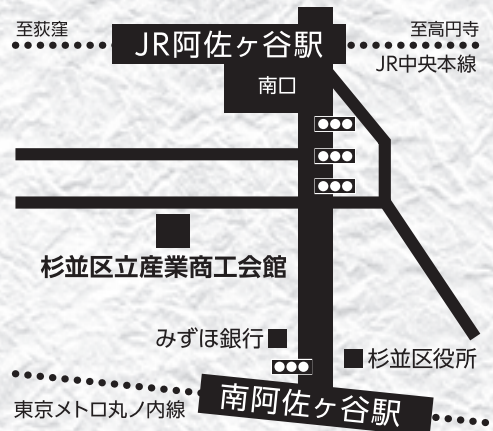 至荻窪
JR阿佐ヶ谷駅
至高円寺
JR中央本線
南口
杉並区立産業商工会館
みずほ銀行
杉並区役所
東京メトロ丸ノ内線
南阿佐ヶ谷駅